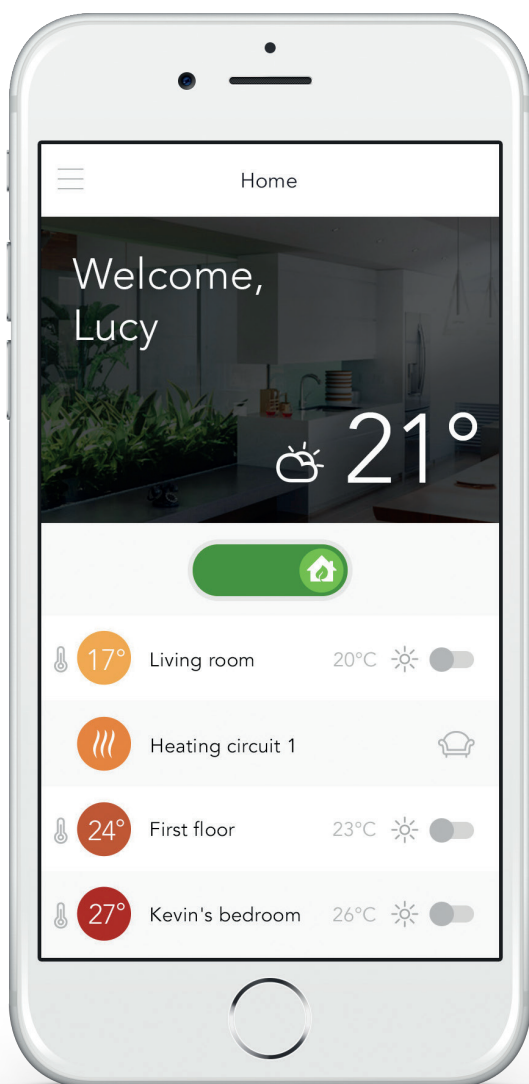 Home
Welcome,
Lucy
21°
17° Living room 20°C
Heating circuit 1
24° First floor 23°C
27° Kevin's bedroom 26°C